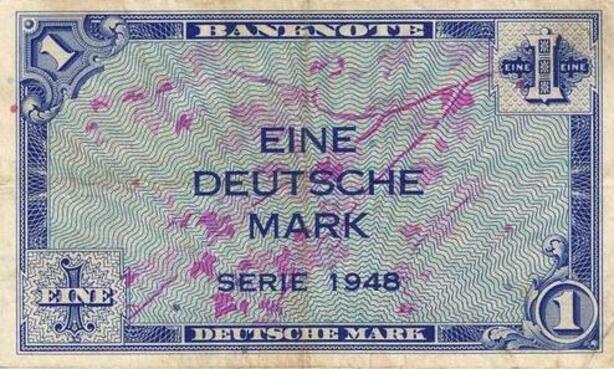 BANKNOTE
1
EINE 1 EINE
EINE
DEUTSCHE
MARK
SERIE 1948
1 EINE
1
DEUTSCHE MARK